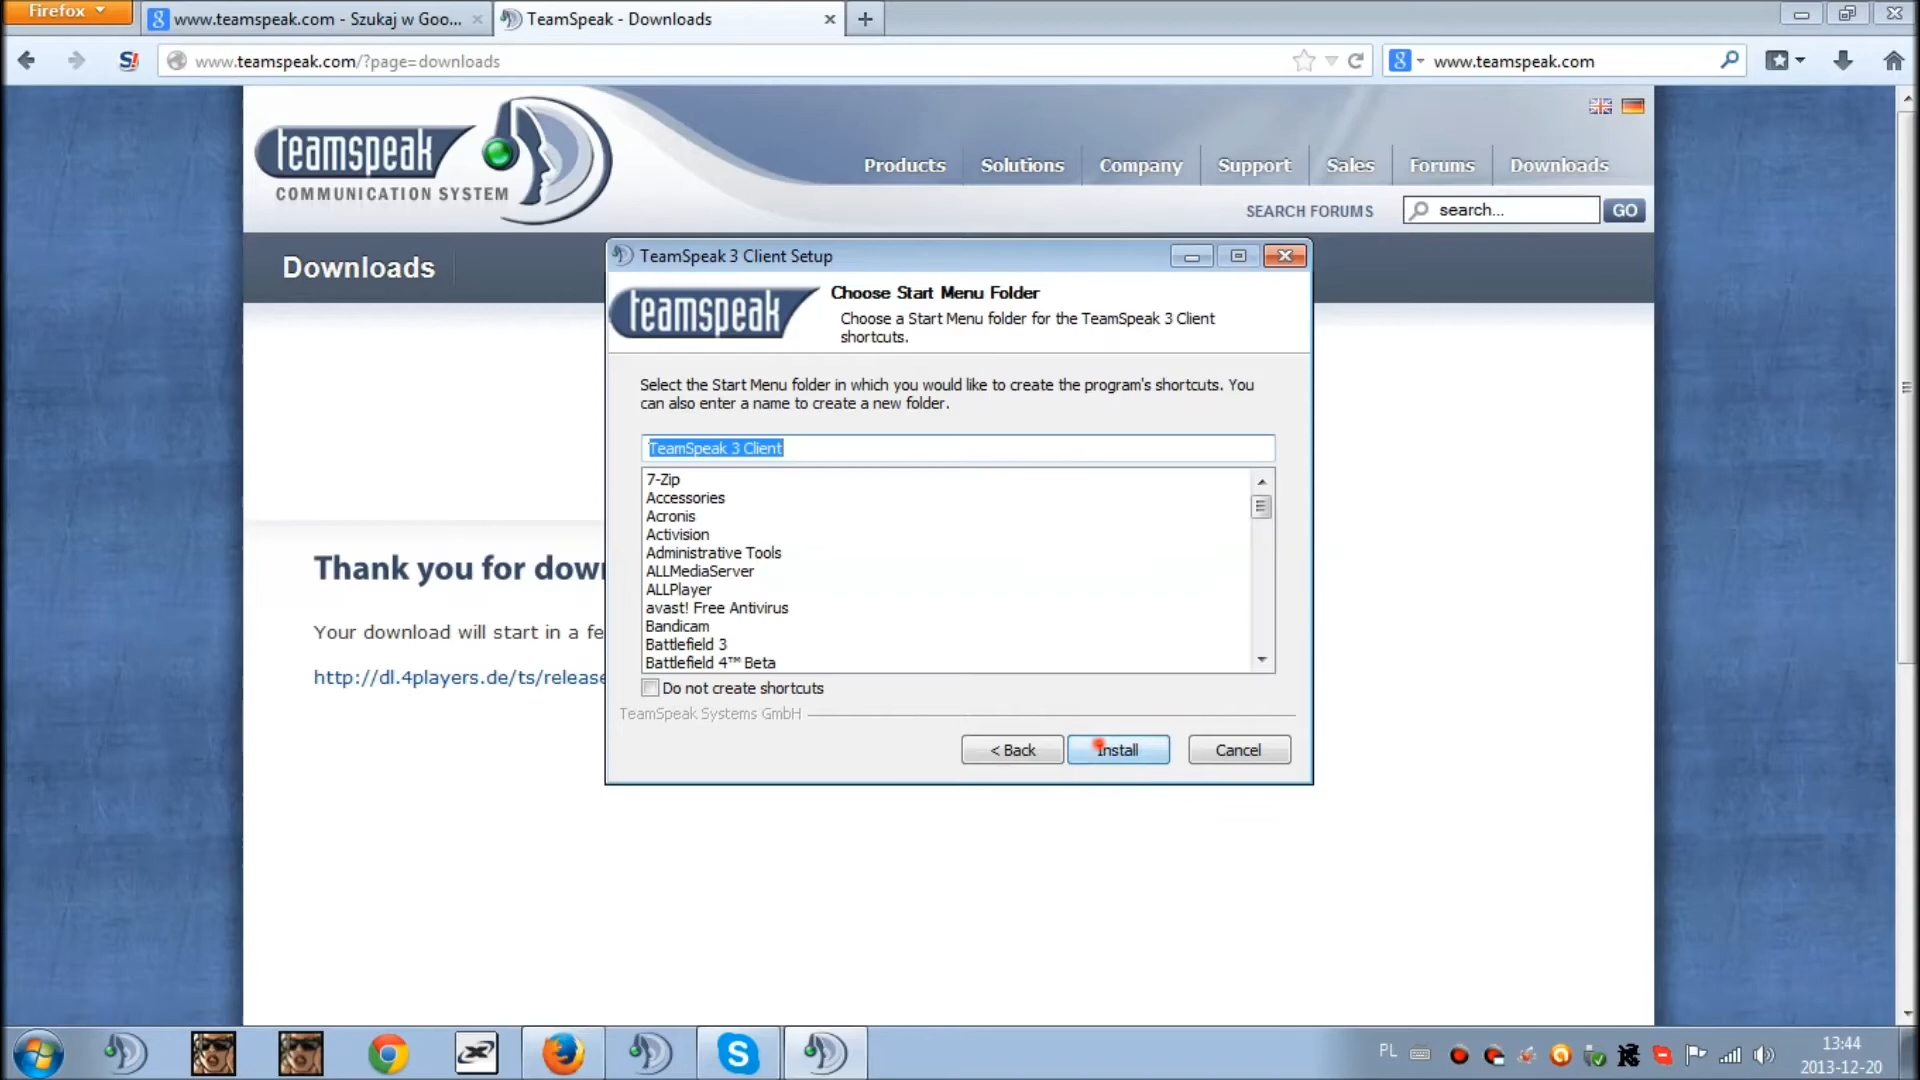 Firefox
www.teamspeak.com - Szukaj w Goo...
TeamSpeak - Downloads
www.teamspeak.com/?page=downloads
www.teamspeak.com
teamspeak
COMMUNICATION SYSTEM
Products
Solutions
Company
Support
Sales
Forums
Downloads
SEARCH FORUMS
search...
GO
Downloads
TeamSpeak 3 Client Setup
teamspeak
Choose Start Menu Folder
Choose a Start Menu folder for the TeamSpeak 3 Client
shortcuts.
Select the Start Menu folder in which you would like to create the program's shortcuts. You
can also enter a name to create a new folder.
TeamSpeak 3 Client
7-Zip
Accessories
Acronis
Activision
Administrative Tools
ALLMediaServer
ALLPlayer
avast! Free Antivirus
Bandicam
Battlefield 3
Battlefield 4™ Beta
Do not create shortcuts
TeamSpeak Systems GmbH
< Back
Install
Cancel
Thank you for dow
Your download will start in a fe
http://dl.4players.de/ts/release
PL
13:44
2013-12-20